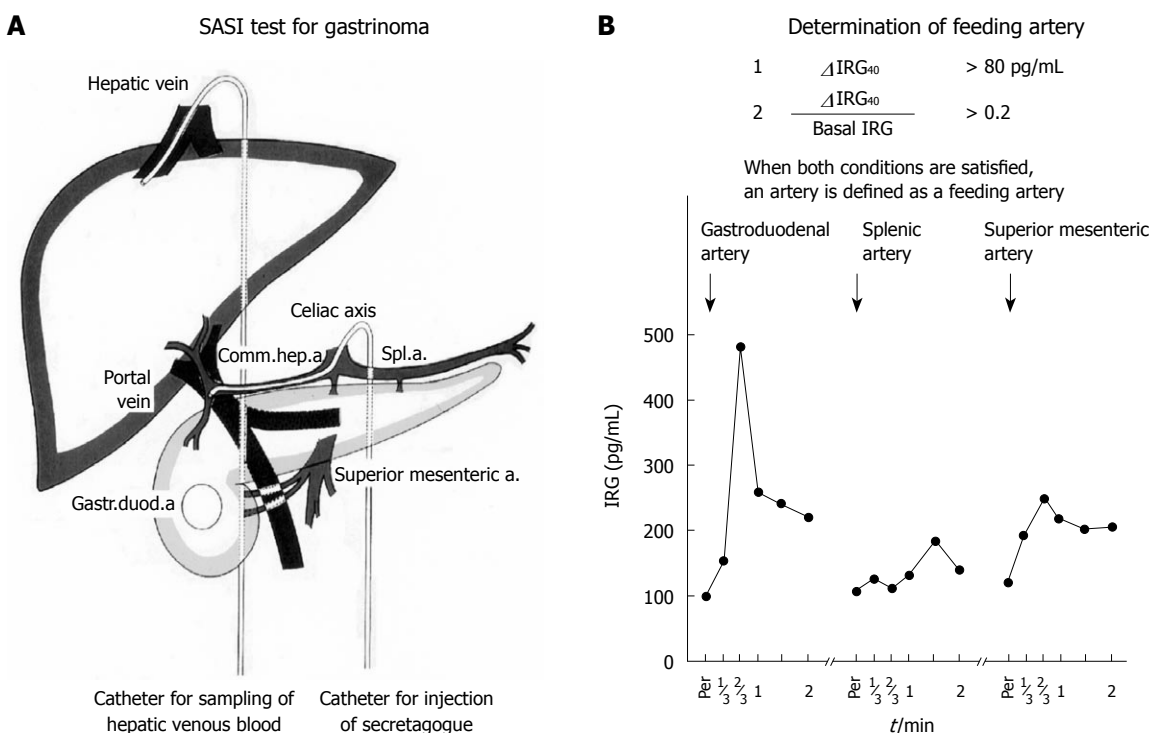 A
SASI test for gastrinoma
Hepatic vein
Celiac axis
Comm.hep.a.
Spl.a.
Portal
vein
Superior mesenteric a.
Gastr.duod.a
Catheter for sampling of
hepatic venous blood
Catheter for injection
of secretagogue
B
Determination of feeding artery
1 ΔIRG40 > 80 pg/mL
2 ΔIRG40 / Basal IRG > 0.2
When both conditions are satisfied,
an artery is defined as a feeding artery
Gastroduodenal
artery
Splenic
artery
Superior mesenteric
artery
IRG (pg/mL)
500
400
300
200
100
0
Per 1/3 2/3 1 2
Per 1/3 2/3 1 2
Per 1/3 2/3 1 2
t/min